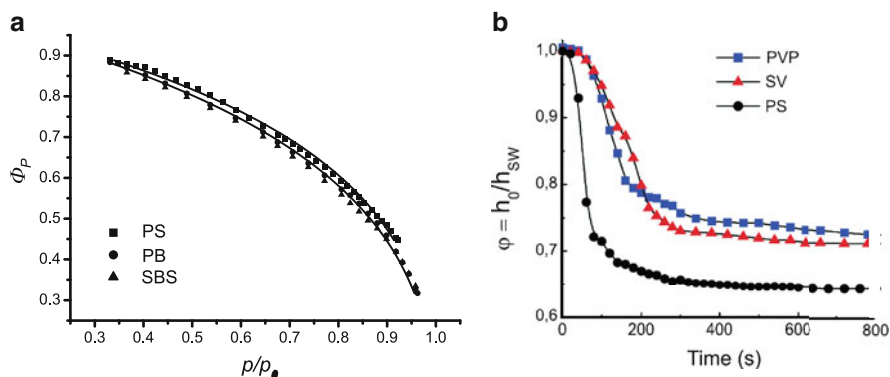 a
0.9
0.8
0.7
0.6
0.5
0.4
0.3
Φ_P
PS
PB
SBS
0.3 0.4 0.5 0.6 0.7 0.8 0.9 1.0
p/p
b
1,0
0,9
0,8
0,7
0,6
φ = h₀/h_SW
PVP
SV
PS
0 200 400 600 800
Time (s)